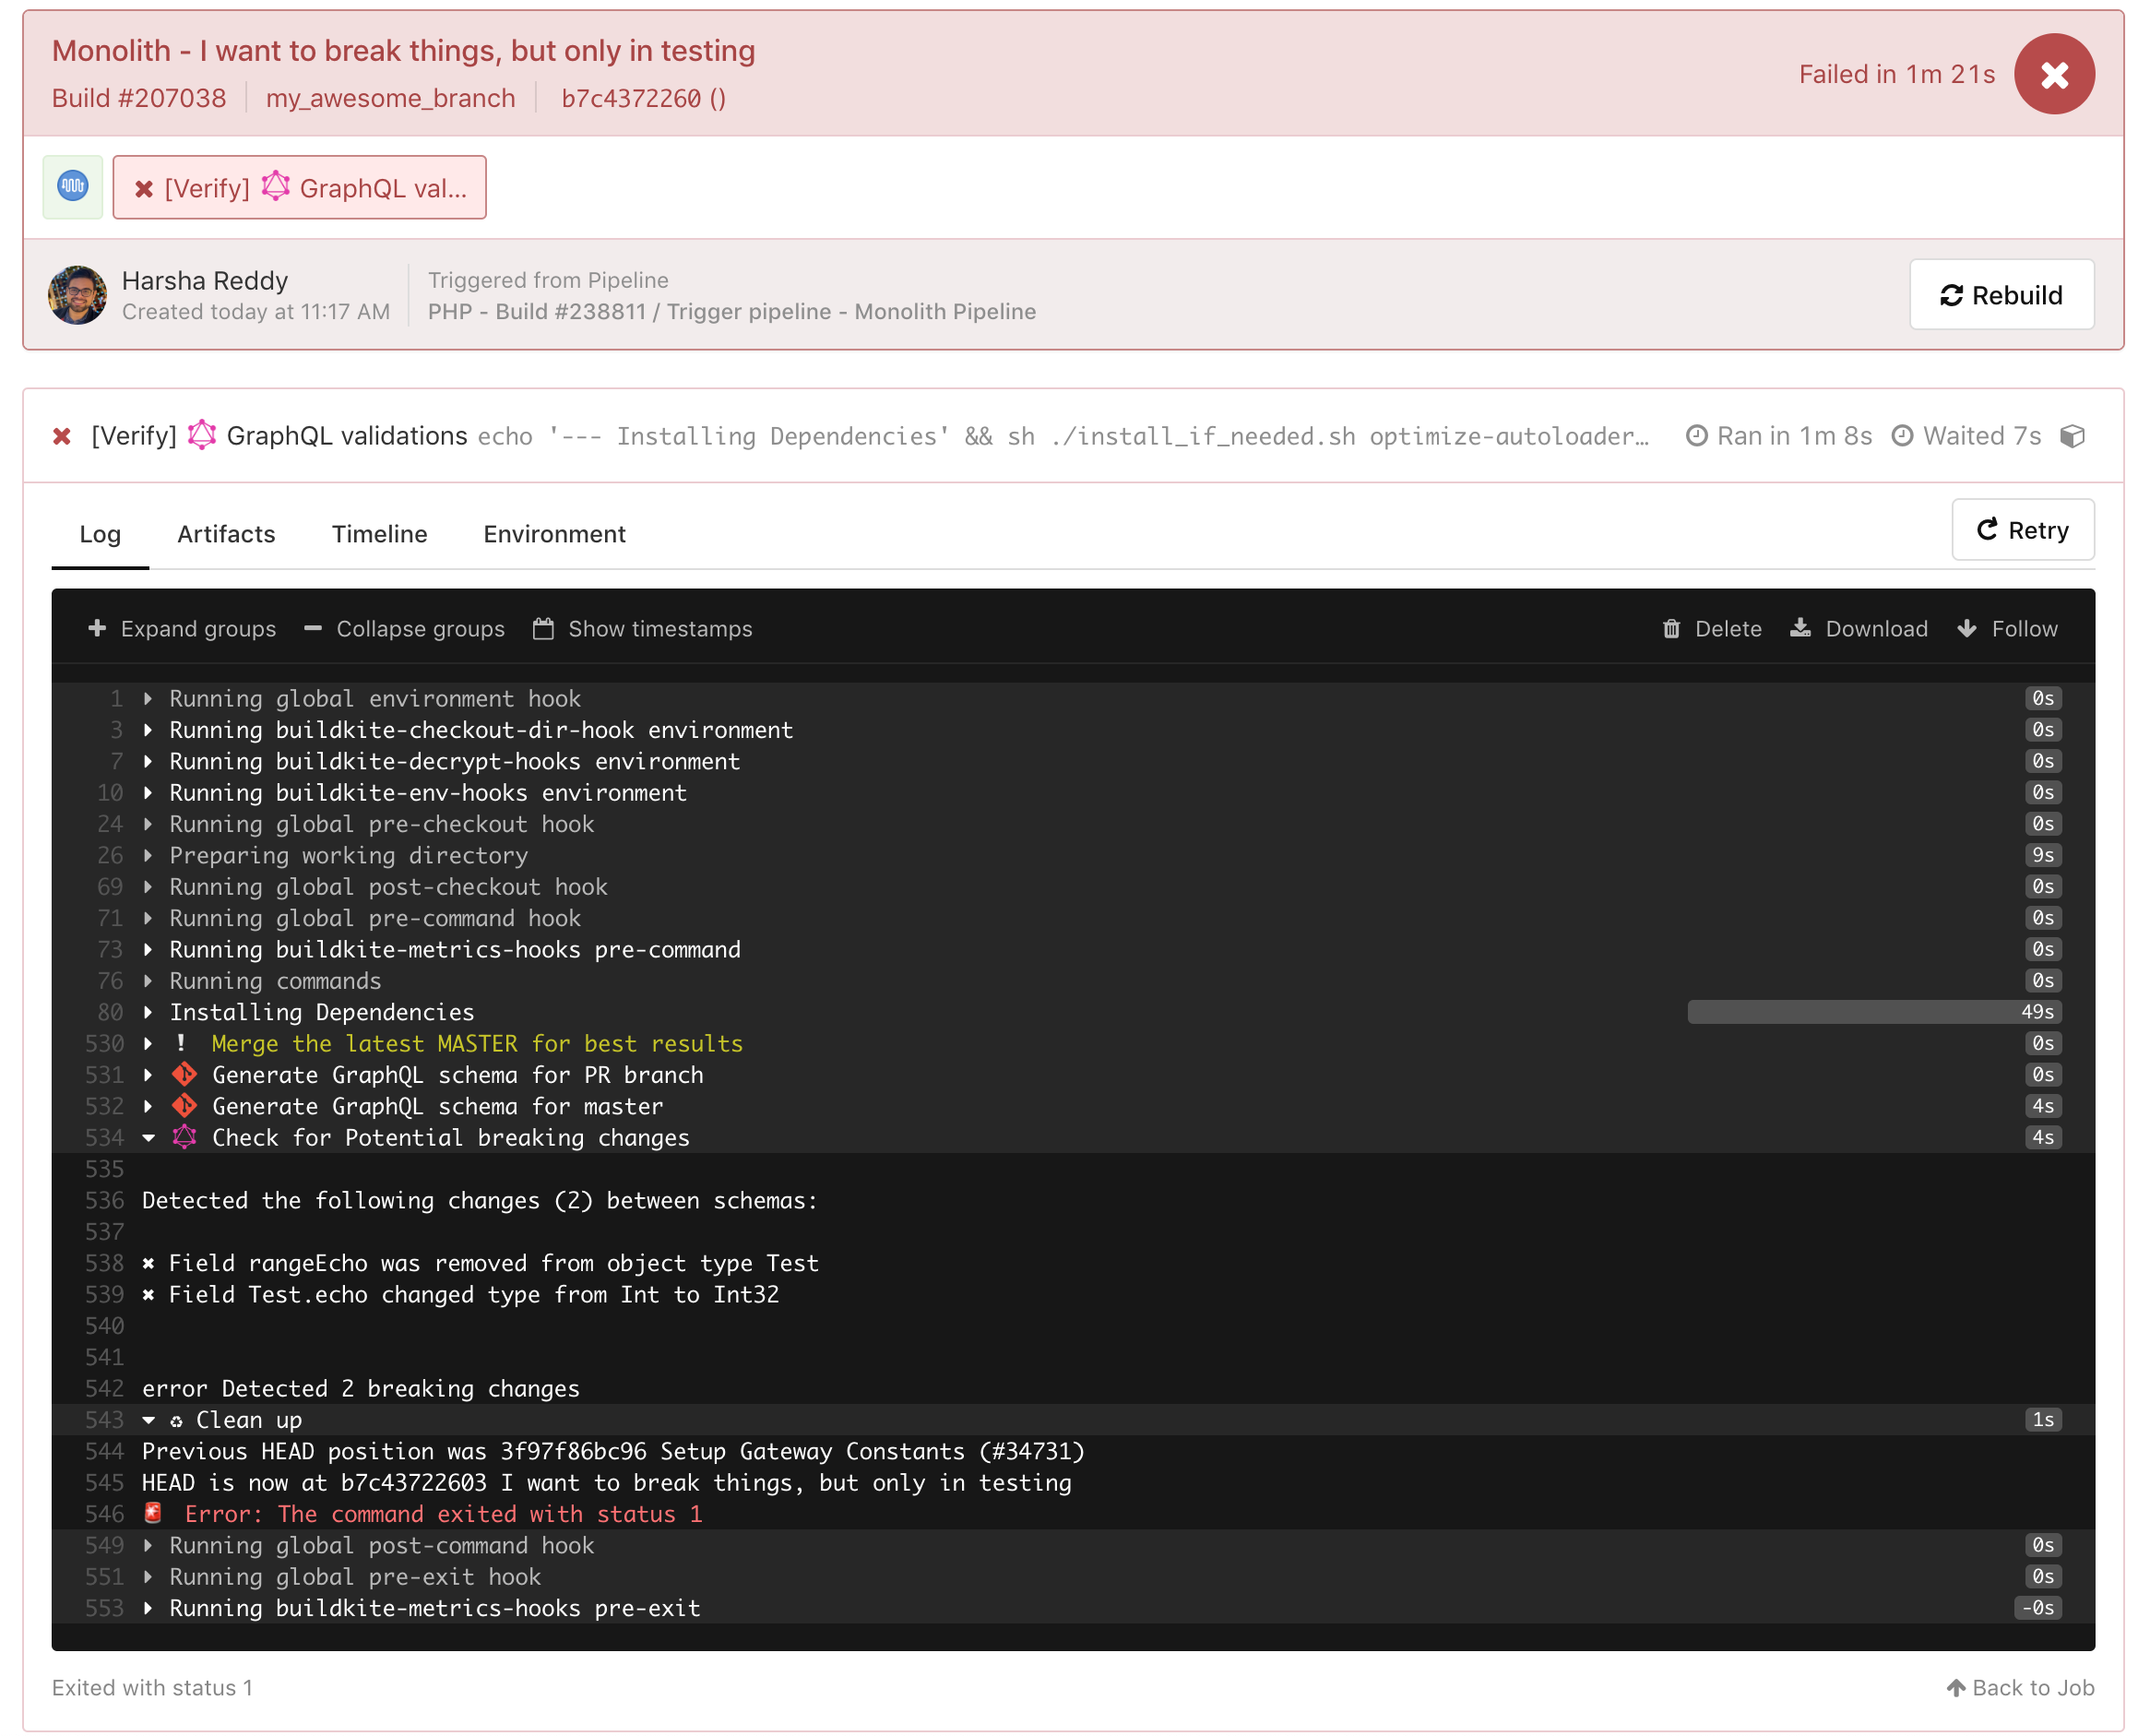 Monolith - I want to break things, but only in testing
Build #207038 my_awesome_branch b7c4372260 ()
Failed in 1m 21s
[Verify] GraphQL val...
Harsha Reddy
Created today at 11:17 AM
Triggered from Pipeline
PHP - Build #238811 / Trigger pipeline - Monolith Pipeline
Rebuild
[Verify] GraphQL validations echo '--- Installing Dependencies' && sh ./install_if_needed.sh optimize-autoloader… Ran in 1m 8s Waited 7s
Log Artifacts Timeline Environment
Retry
Expand groups Collapse groups Show timestamps Delete Download Follow
1 Running global environment hook 0s
3 Running buildkite-checkout-dir-hook environment 0s
7 Running buildkite-decrypt-hooks environment 0s
10 Running buildkite-env-hooks environment 0s
24 Running global pre-checkout hook 0s
26 Preparing working directory 9s
69 Running global post-checkout hook 0s
71 Running global pre-command hook 0s
73 Running buildkite-metrics-hooks pre-command 0s
76 Running commands 0s
80 Installing Dependencies 49s
530 ! Merge the latest MASTER for best results 0s
531 Generate GraphQL schema for PR branch 0s
532 Generate GraphQL schema for master 4s
534 Check for Potential breaking changes 4s
535
536 Detected the following changes (2) between schemas:
537
538 ✖ Field rangeEcho was removed from object type Test
539 ✖ Field Test.echo changed type from Int to Int32
540
541
542 error Detected 2 breaking changes
543 ♻ Clean up 1s
544 Previous HEAD position was 3f97f86bc96 Setup Gateway Constants (#34731)
545 HEAD is now at b7c43722603 I want to break things, but only in testing
546 🚨 Error: The command exited with status 1
549 Running global post-command hook 0s
551 Running global pre-exit hook 0s
553 Running buildkite-metrics-hooks pre-exit -0s
Exited with status 1
Back to Job